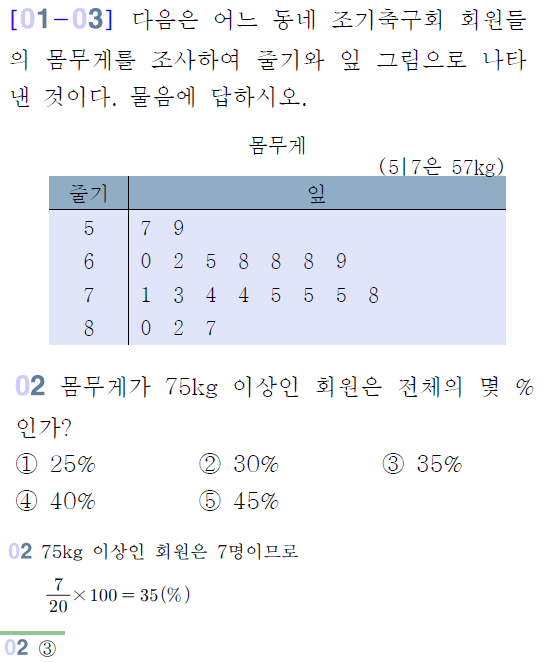 [01-03] 다음은 어느 동네 조기축구회 회원들
의 몸무게를 조사하여 줄기와 잎 그림으로 나타
낸 것이다. 물음에 답하시오.
몸무게
(5|7은 57kg)
줄기 잎
5 7 9
6 0 2 5 8 8 8 9
7 1 3 4 4 5 5 5 8
8 0 2 7
02 몸무게가 75kg 이상인 회원은 전체의 몇 %
인가?
① 25% ② 30% ③ 35%
④ 40% ⑤ 45%
02 75kg 이상인 회원은 7명이므로
7/20 × 100 = 35(%)
02 ③